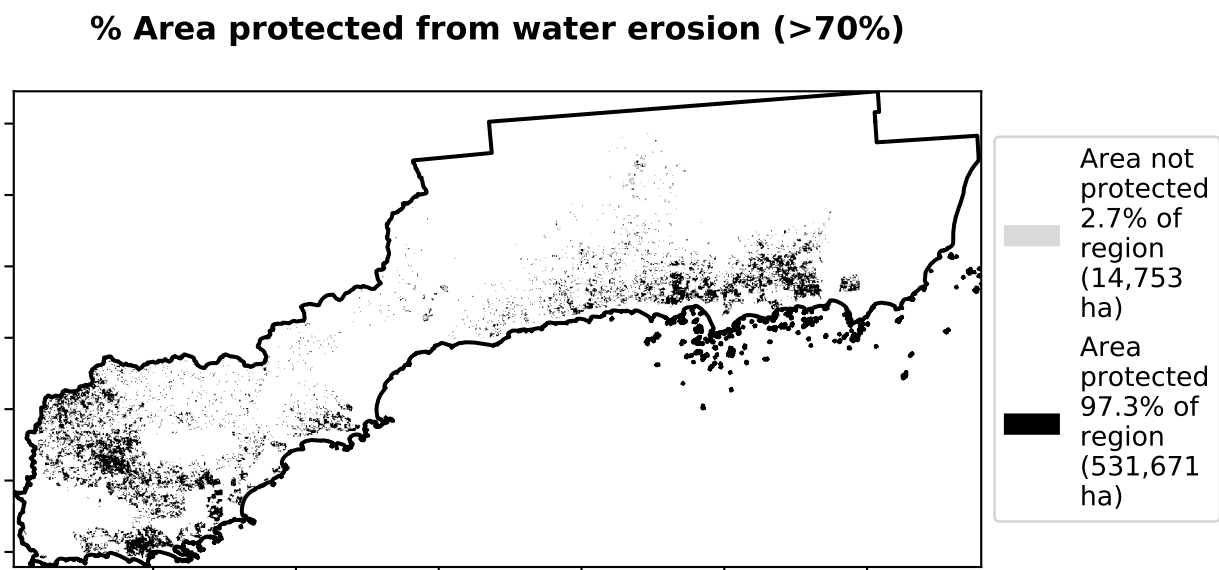 % Area protected from water erosion (>70%)
Area not
protected
2.7% of
region
(14,753
ha)
Area
protected
97.3% of
region
(531,671
ha)